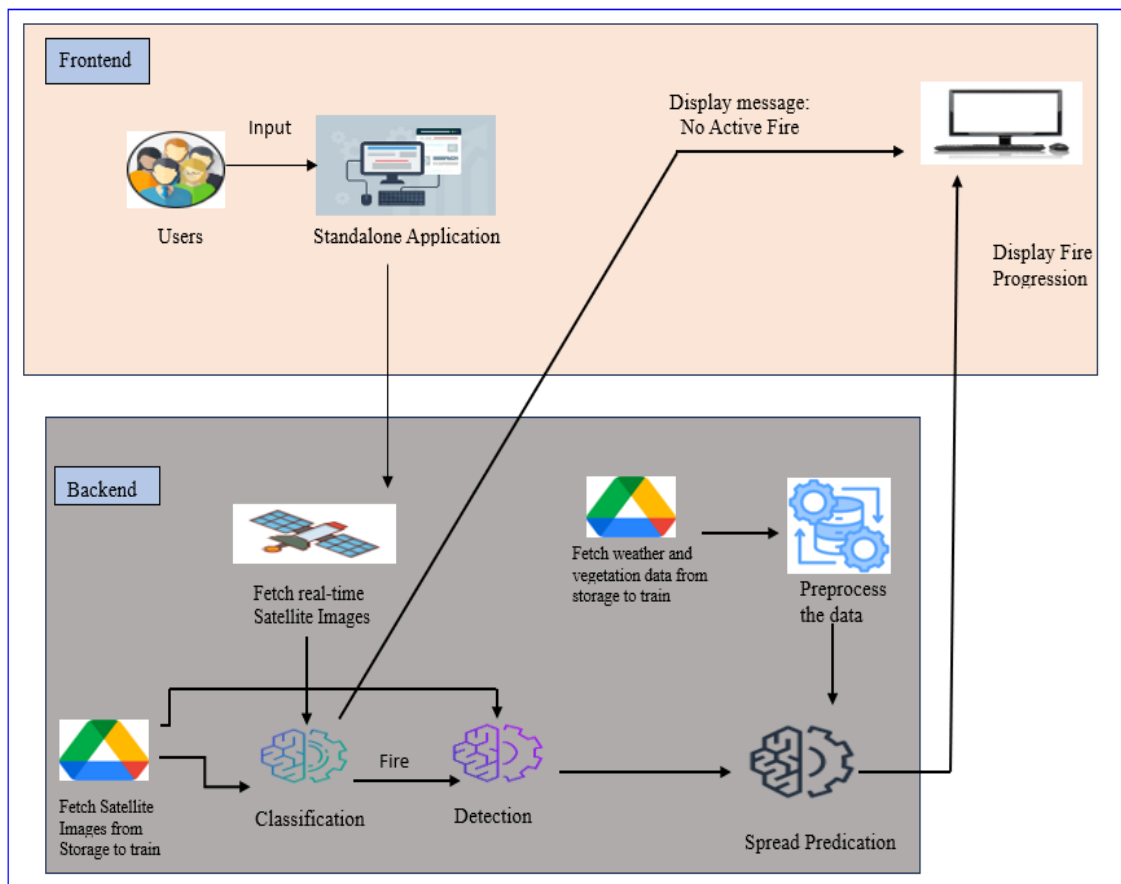 Frontend
Input
Users
Standalone Application
Display message:
No Active Fire
Display Fire
Progression
Backend
Fetch real-time
Satellite Images
Fetch weather and
vegetation data from
storage to train
Preprocess
the data
Fetch Satellite
Images from
Storage to train
Classification
Fire
Detection
Spread Predication